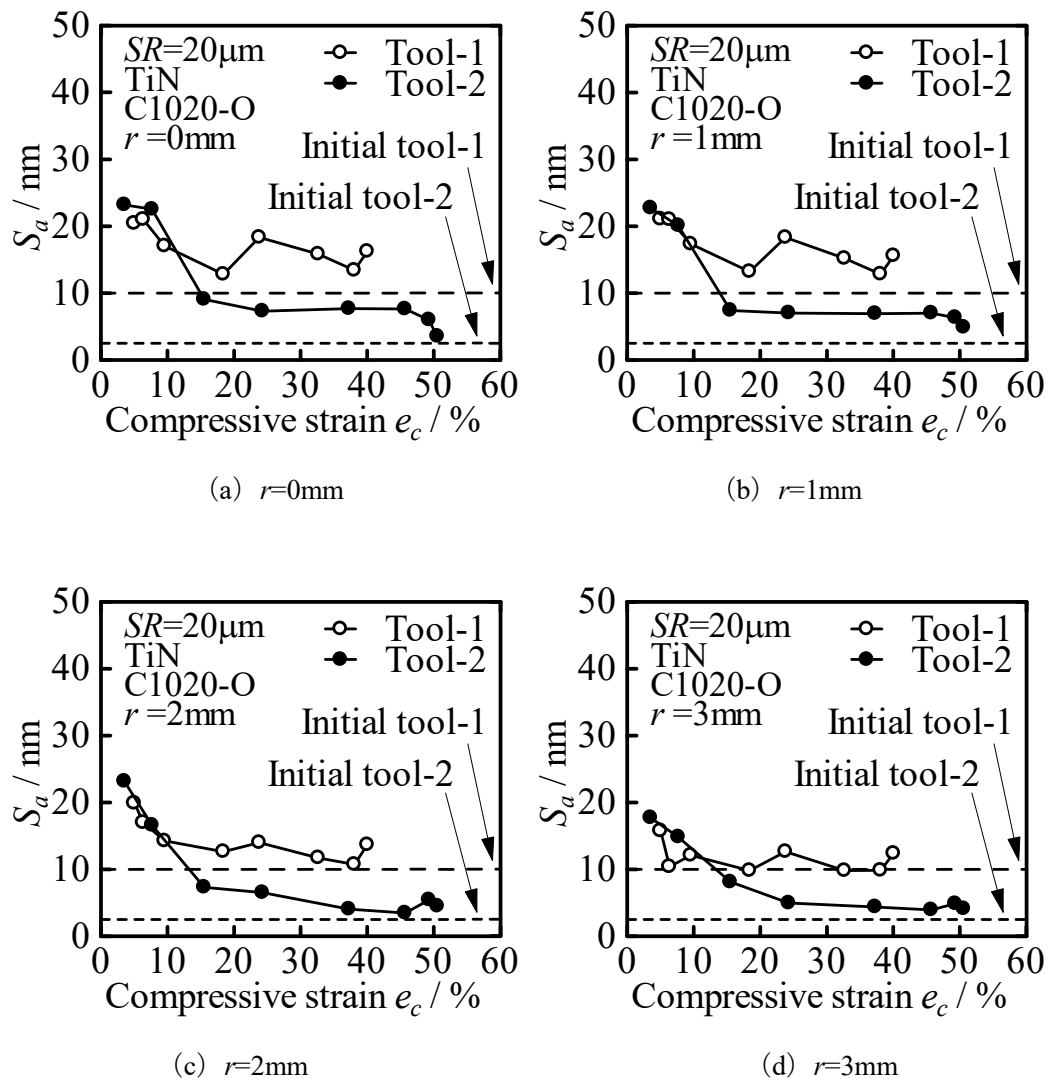 50
40
30
20
10
0
S_a / nm
SR=20μm
TiN
C1020-O
r =0mm
Tool-1
Tool-2
Initial tool-1
Initial tool-2
0 10 20 30 40 50 60
Compressive strain e_c / %
(a) r=0mm
50
40
30
20
10
0
S_a / nm
SR=20μm
TiN
C1020-O
r =1mm
Tool-1
Tool-2
Initial tool-1
Initial tool-2
0 10 20 30 40 50 60
Compressive strain e_c / %
(b) r=1mm
50
40
30
20
10
0
S_a / nm
SR=20μm
TiN
C1020-O
r =2mm
Tool-1
Tool-2
Initial tool-1
Initial tool-2
0 10 20 30 40 50 60
Compressive strain e_c / %
(c) r=2mm
50
40
30
20
10
0
S_a / nm
SR=20μm
TiN
C1020-O
r =3mm
Tool-1
Tool-2
Initial tool-1
Initial tool-2
0 10 20 30 40 50 60
Compressive strain e_c / %
(d) r=3mm